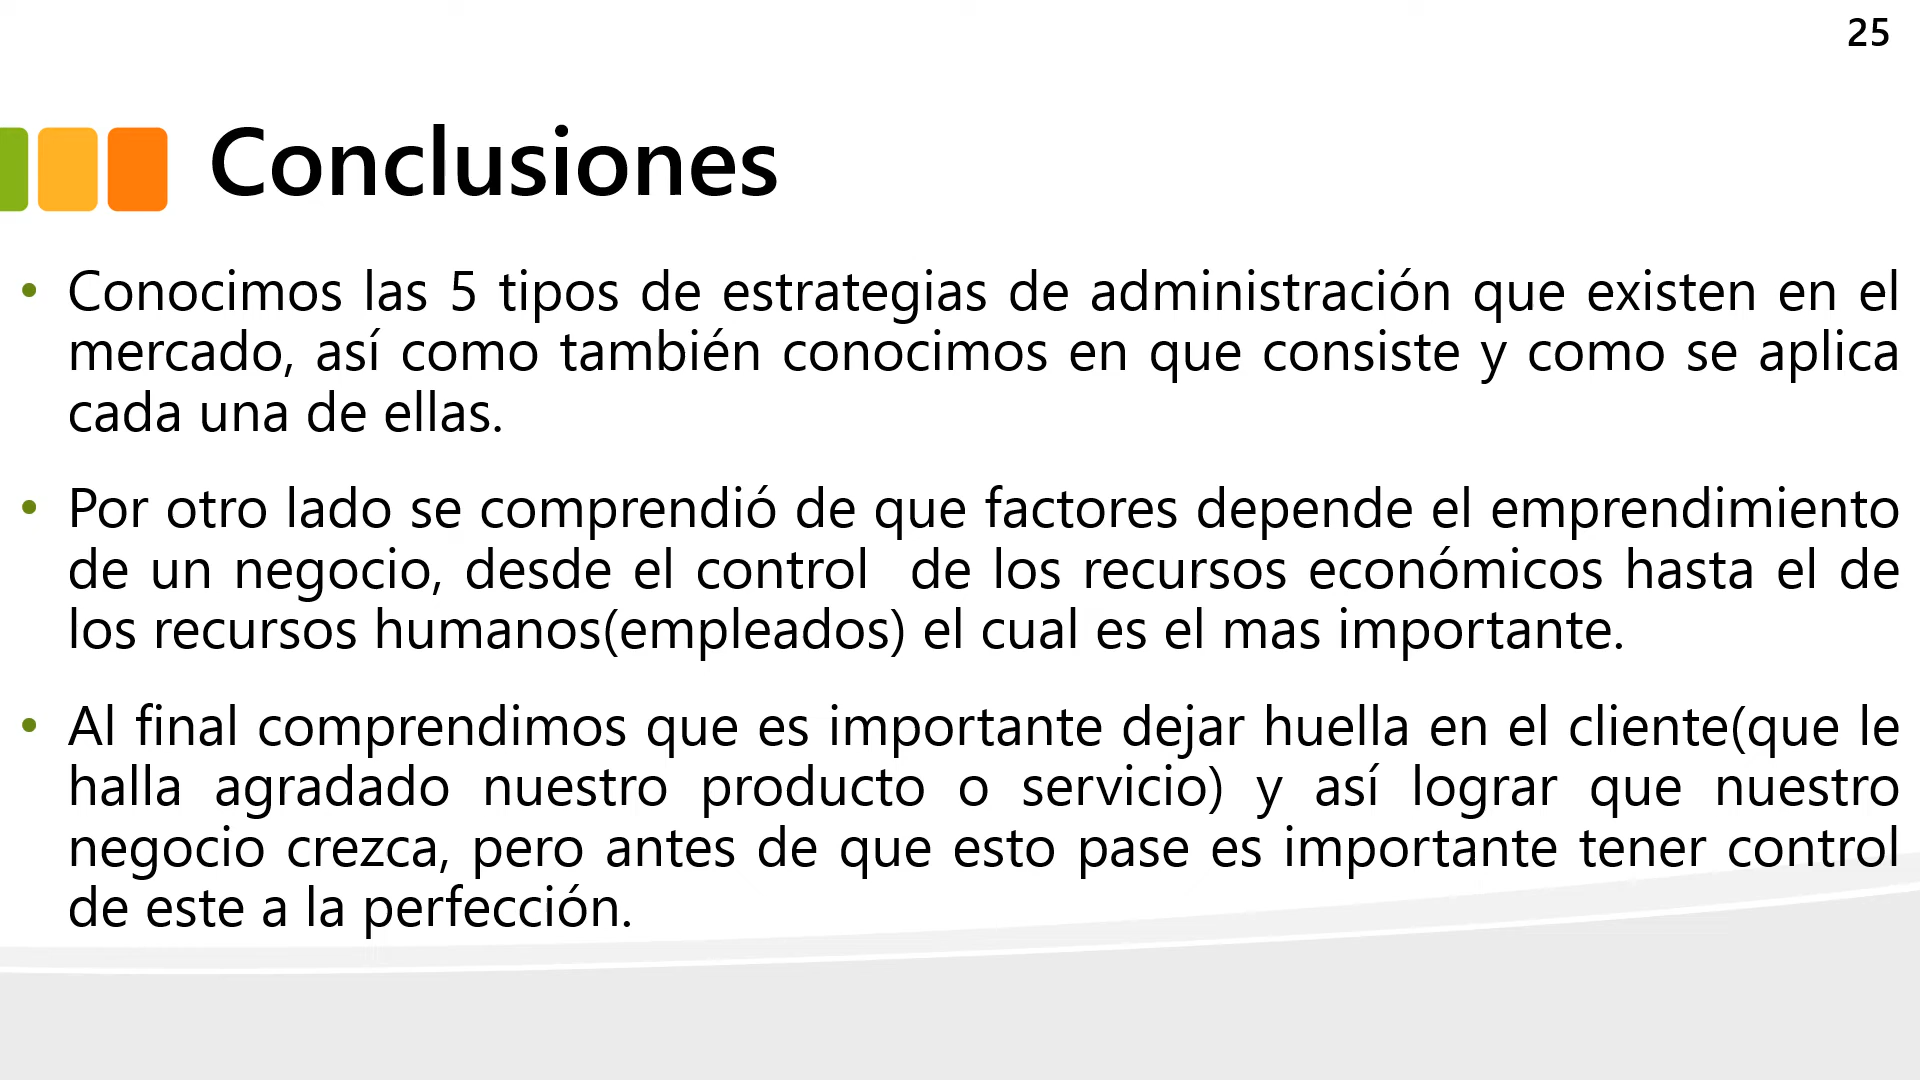 25
Conclusiones
• Conocimos las 5 tipos de estrategias de administración que existen en el
mercado, así como también conocimos en que consiste y como se aplica
cada una de ellas.
• Por otro lado se comprendió de que factores depende el emprendimiento
de un negocio, desde el control  de los recursos económicos hasta el de
los recursos humanos(empleados) el cual es el mas importante.
• Al final comprendimos que es importante dejar huella en el cliente(que le
halla agradado nuestro producto o servicio) y así lograr que nuestro
negocio crezca, pero antes de que esto pase es importante tener control
de este a la perfección.